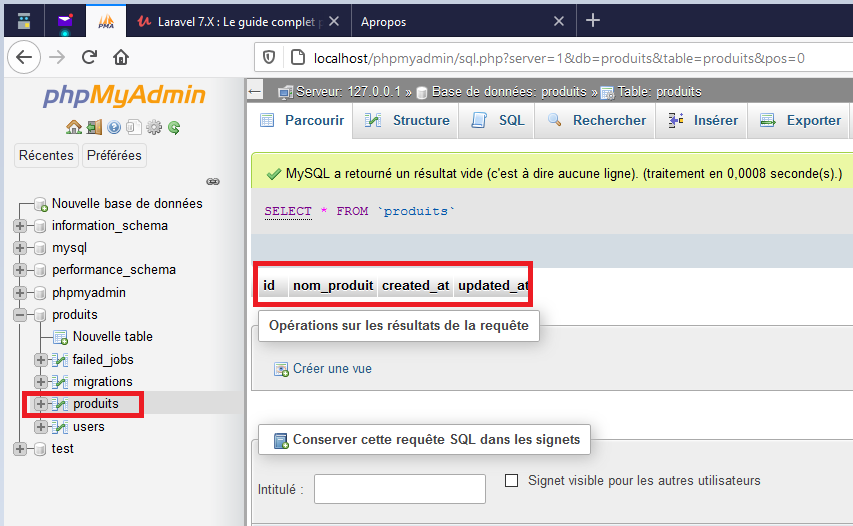 PMA
Laravel 7.X : Le guide complet p
Apropos
localhost/phpmyadmin/sql.php?server=1&db=produits&table=produits&pos=0
phpMyAdmin
Récentes Préférées
Nouvelle base de données
information_schema
mysql
performance_schema
phpmyadmin
produits
Nouvelle table
failed_jobs
migrations
produits
users
test
Serveur: 127.0.0.1 » Base de données: produits » Table: produits
Parcourir Structure SQL Rechercher Insérer Exporter
MySQL a retourné un résultat vide (c'est à dire aucune ligne). (traitement en 0,0008 seconde(s).)
SELECT * FROM `produits`
id nom_produit created_at updated_at
Opérations sur les résultats de la requête
Créer une vue
Conserver cette requête SQL dans les signets
Intitulé : Signet visible pour les autres utilisateurs